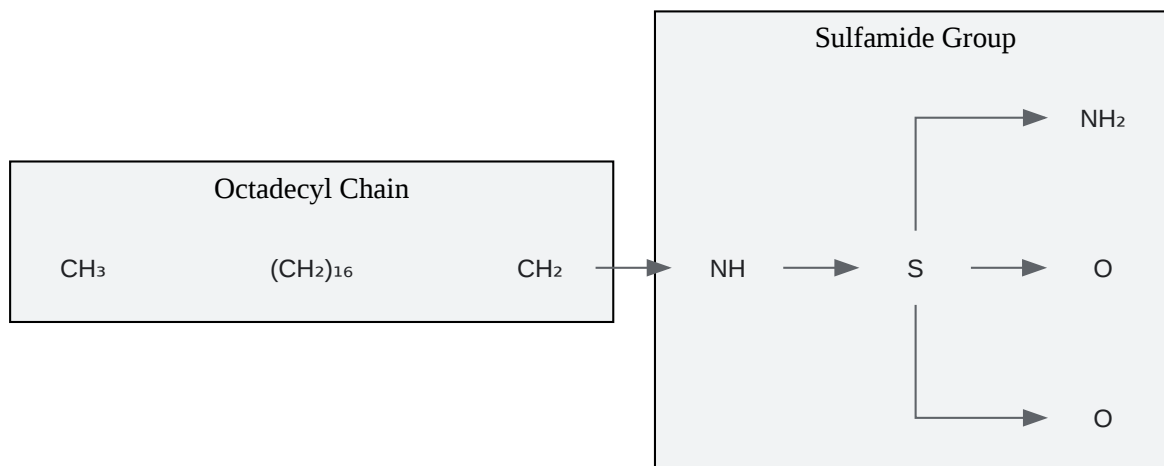 Sulfamide Group
NH₂
Octadecyl Chain
CH₃ (CH₂)₁₆ CH₂ NH S O
O